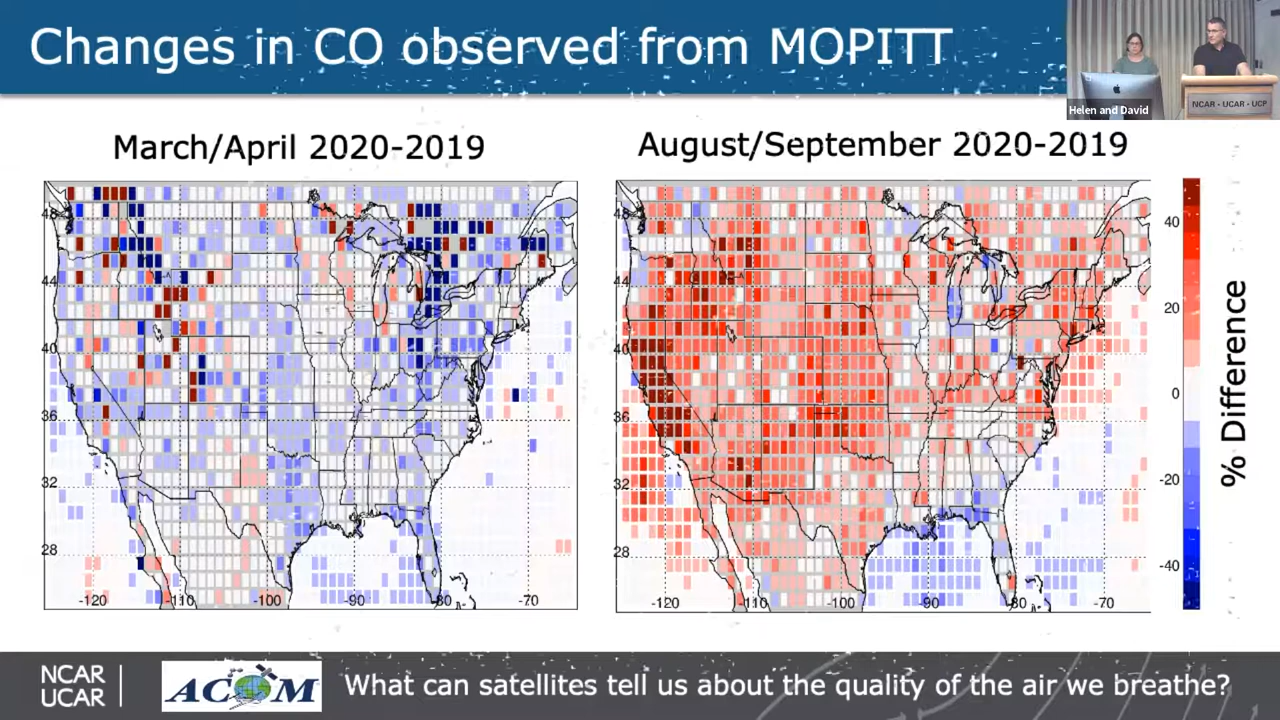 Changes in CO observed from MOPITT
NCAR • UCAR • UCP
Helen and David
March/April 2020-2019
August/September 2020-2019
48
44
40
36
32
28
-120
-110
-100
-90
-80
-70
48
44
40
36
32
28
-120
-110
-100
-90
-80
-70
40
20
0
-20
-40
% Difference
NCAR
UCAR
ACOM
What can satellites tell us about the quality of the air we breathe?